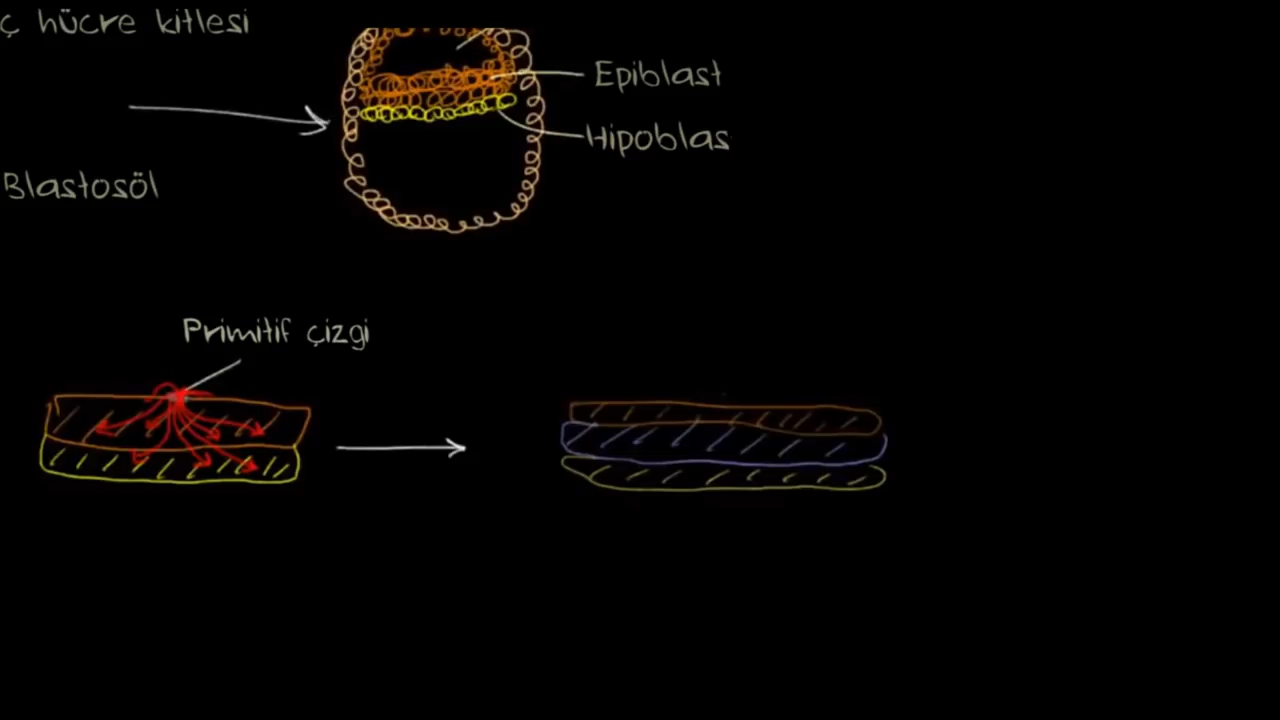 ç hücre kitlesi
Epiblast
Hipoblas
Blastosöl
Primitif çizgi